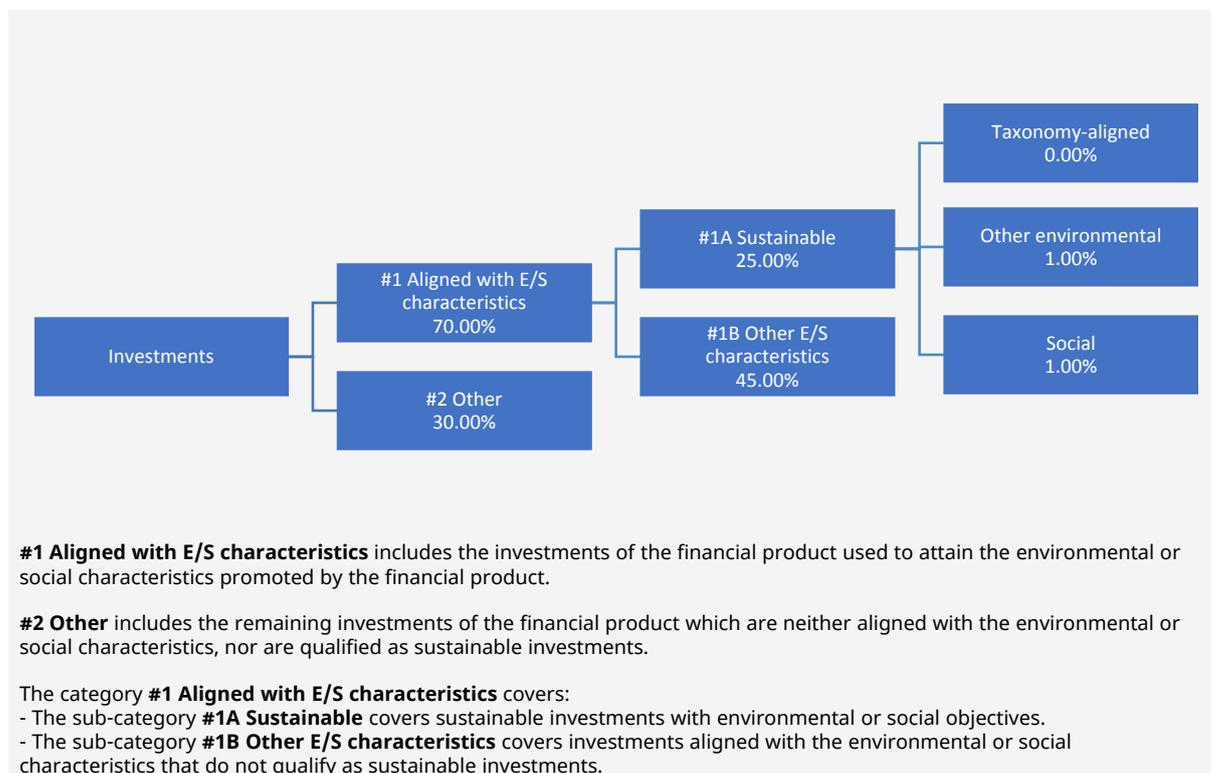 Taxonomy-aligned
0.00%
#1A Sustainable
25.00%
Other environmental
1.00%
#1 Aligned with E/S
characteristics
70.00%
Investments
#1B Other E/S
characteristics
45.00%
Social
1.00%
#2 Other
30.00%
#1 Aligned with E/S characteristics includes the investments of the financial product used to attain the environmental or
social characteristics promoted by the financial product.
#2 Other includes the remaining investments of the financial product which are neither aligned with the environmental or
social characteristics, nor are qualified as sustainable investments.
The category #1 Aligned with E/S characteristics covers:
- The sub-category #1A Sustainable covers sustainable investments with environmental or social objectives.
- The sub-category #1B Other E/S characteristics covers investments aligned with the environmental or social
characteristics that do not qualify as sustainable investments.